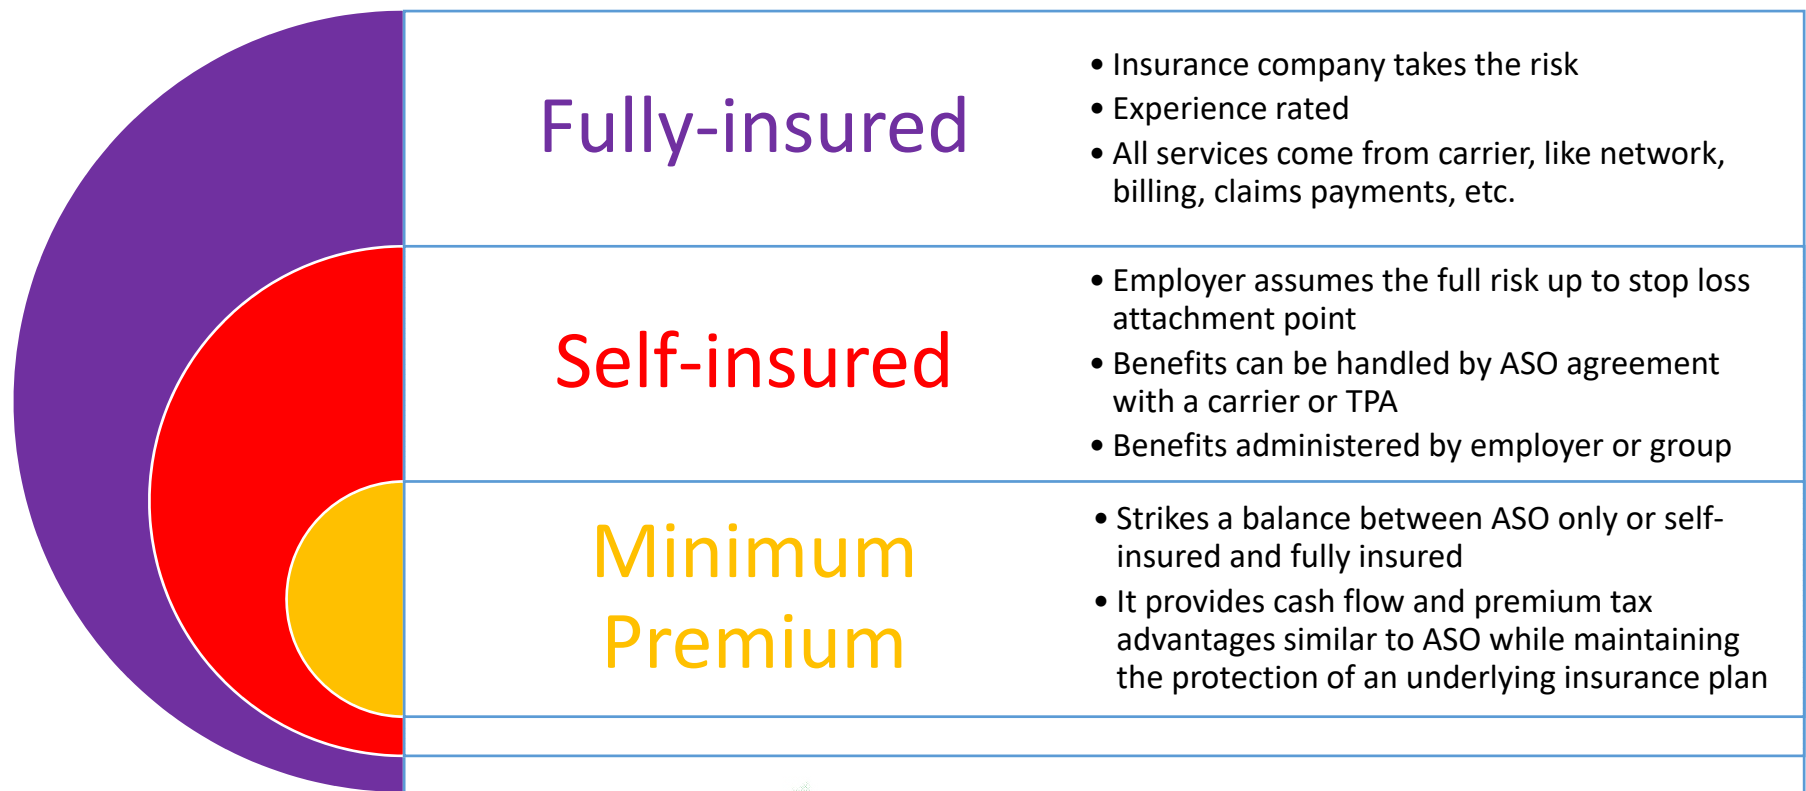 Fully-insured
• Insurance company takes the risk
• Experience rated
• All services come from carrier, like network,
billing, claims payments, etc.
Self-insured
• Employer assumes the full risk up to stop loss
attachment point
• Benefits can be handled by ASO agreement
with a carrier or TPA
• Benefits administered by employer or group
Minimum
Premium
• Strikes a balance between ASO only or self-
insured and fully insured
• It provides cash flow and premium tax
advantages similar to ASO while maintaining
the protection of an underlying insurance plan